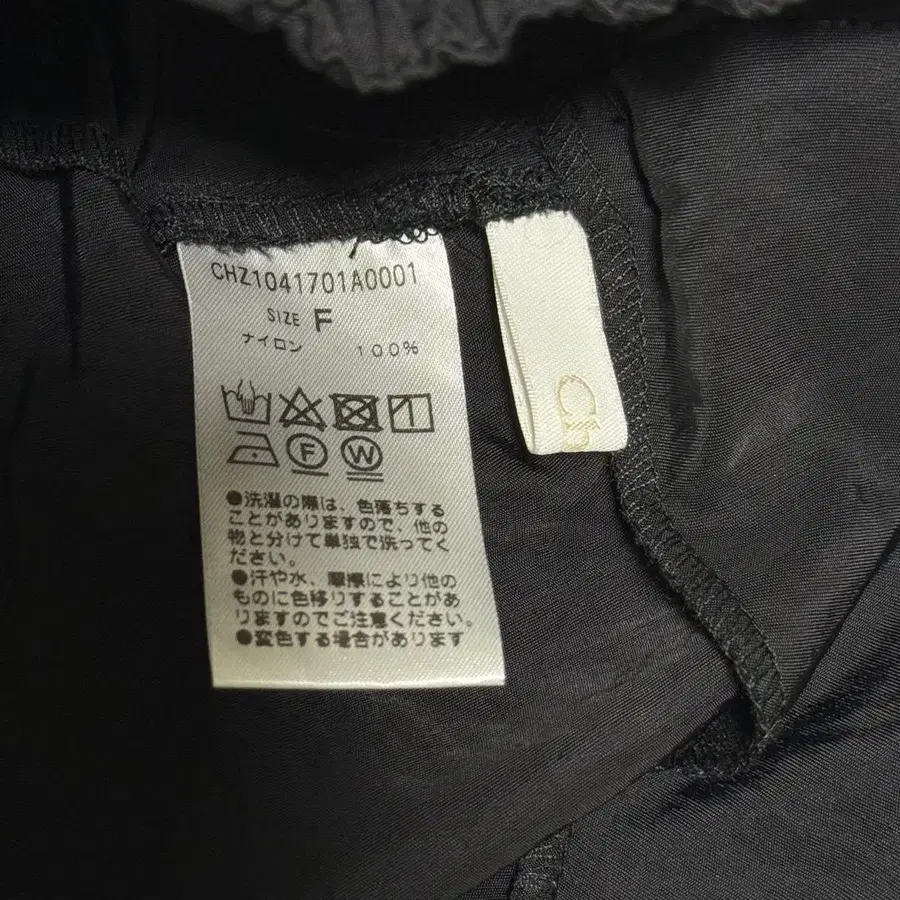 CHZ1041701A0001
SIZE F
ナイロン 100%
F W
●洗濯の際は、色落ちする
ことがありますので、他の
物と分けて単独で洗ってく
ださい。
●汗や水、摩擦により他の
ものに色移りすることがあ
りますのでご注意ください。
●変色する場合があります